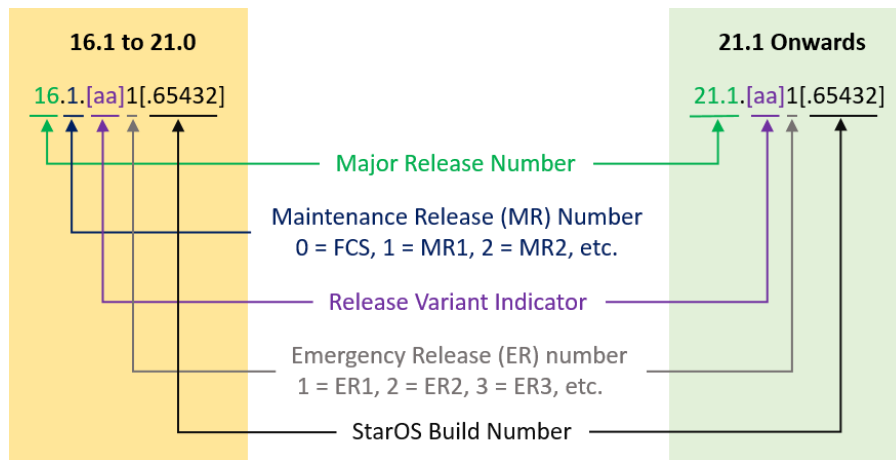 16.1 to 21.0
21.1 Onwards
16.1.[aa]1[.65432]
21.1.[aa]1[.65432]
Major Release Number
Maintenance Release (MR) Number
0 = FCS, 1 = MR1, 2 = MR2, etc.
Release Variant Indicator
Emergency Release (ER) number
1 = ER1, 2 = ER2, 3 = ER3, etc.
StarOS Build Number